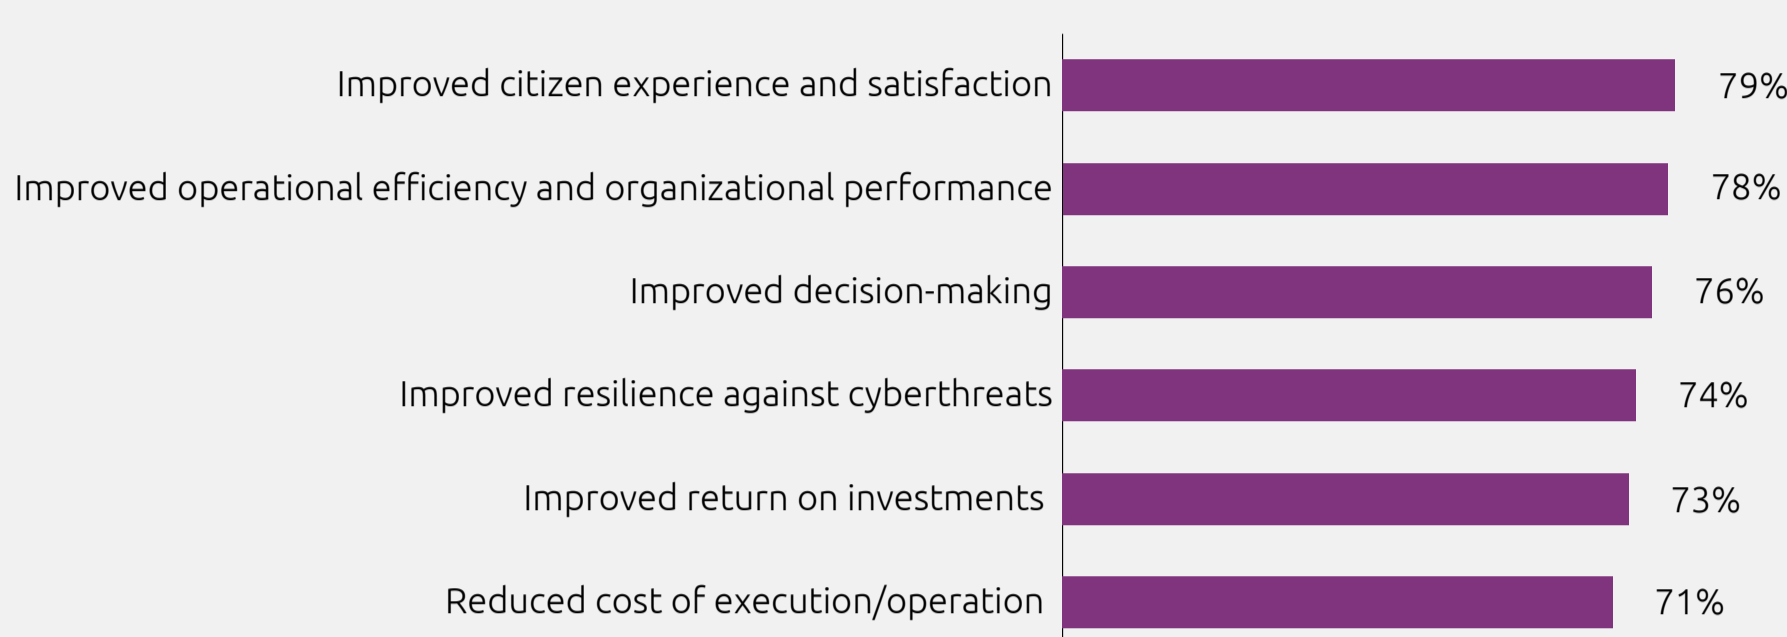 Improved citizen experience and satisfaction 79%
Improved operational efficiency and organizational performance 78%
Improved decision-making 76%
Improved resilience against cyberthreats 74%
Improved return on investments 73%
Reduced cost of execution/operation 71%